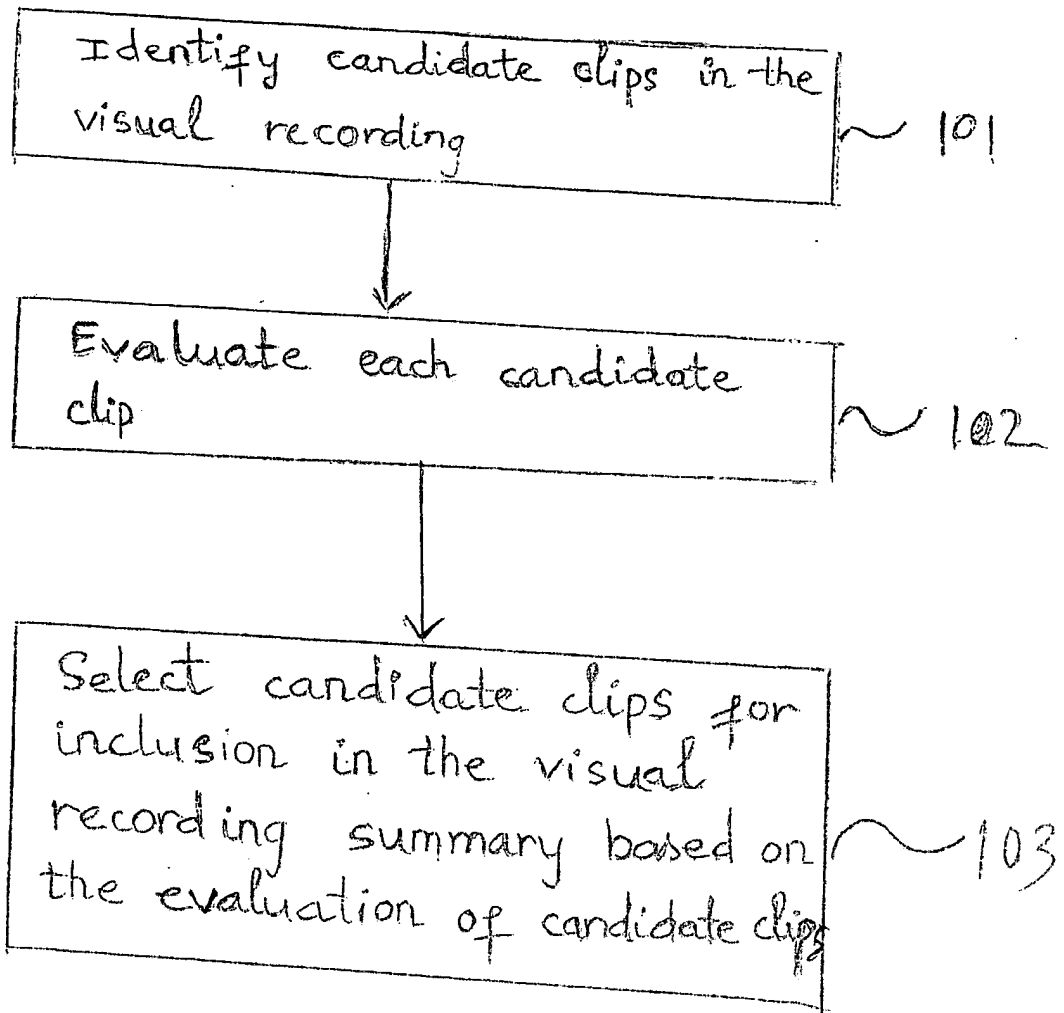 Identify candidate clips in the
visual recording
101
Evaluate each candidate
clip
102
Select candidate clips for
inclusion in the visual
recording summary based on
the evaluation of candidate clips
103